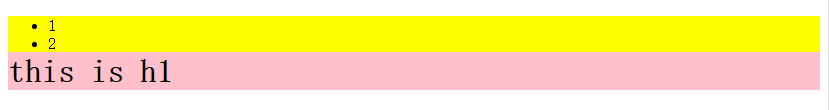 • 1
• 2
this is h1